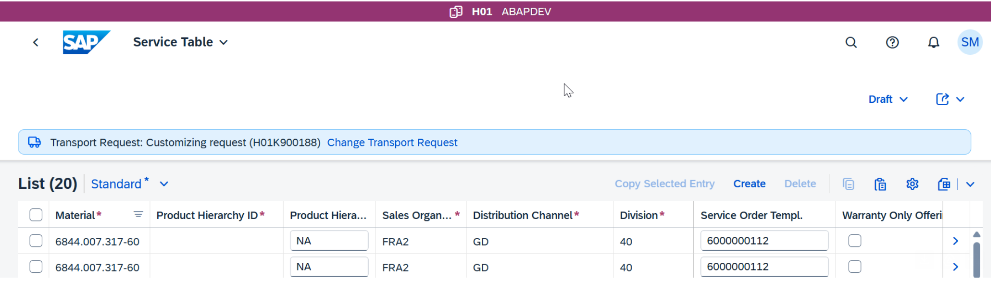 H01 ABAPDEV
SAP Service Table SM
Draft
Transport Request: Customizing request (H01K900188) Change Transport Request
List (20) Standard * Copy Selected Entry Create Delete
Material* Product Hierarchy ID* Product Hiera... Sales Organ... * Distribution Channel* Division* Service Order Templ. Warranty Only Offeri
6844.007.317-60 NA FRA2 GD 40 6000000112
6844.007.317-60 NA FRA2 GD 40 6000000112